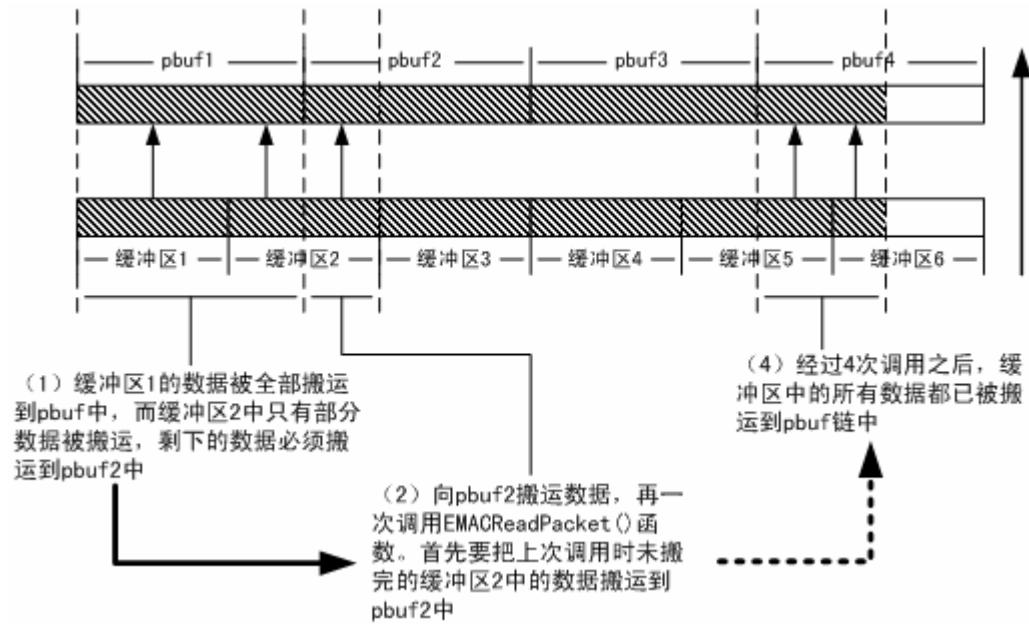 pbuf1 pbuf2 pbuf3 pbuf4
缓冲区1 缓冲区2 缓冲区3 缓冲区4 缓冲区5 缓冲区6
(1)缓冲区1的数据被全部搬运
到pbuf中，而缓冲区2中只有部分
数据被搬运，剩下的数据必须搬
运到pbuf2中
(2)向pbuf2搬运数据，再一
次调用EMACReadPacket()函
数。首先要把上次调用时未搬
完的缓冲区2中的数据搬运到
pbuf2中
(4)经过4次调用之后，缓
冲区中的所有数据都已被搬
运到pbuf链中